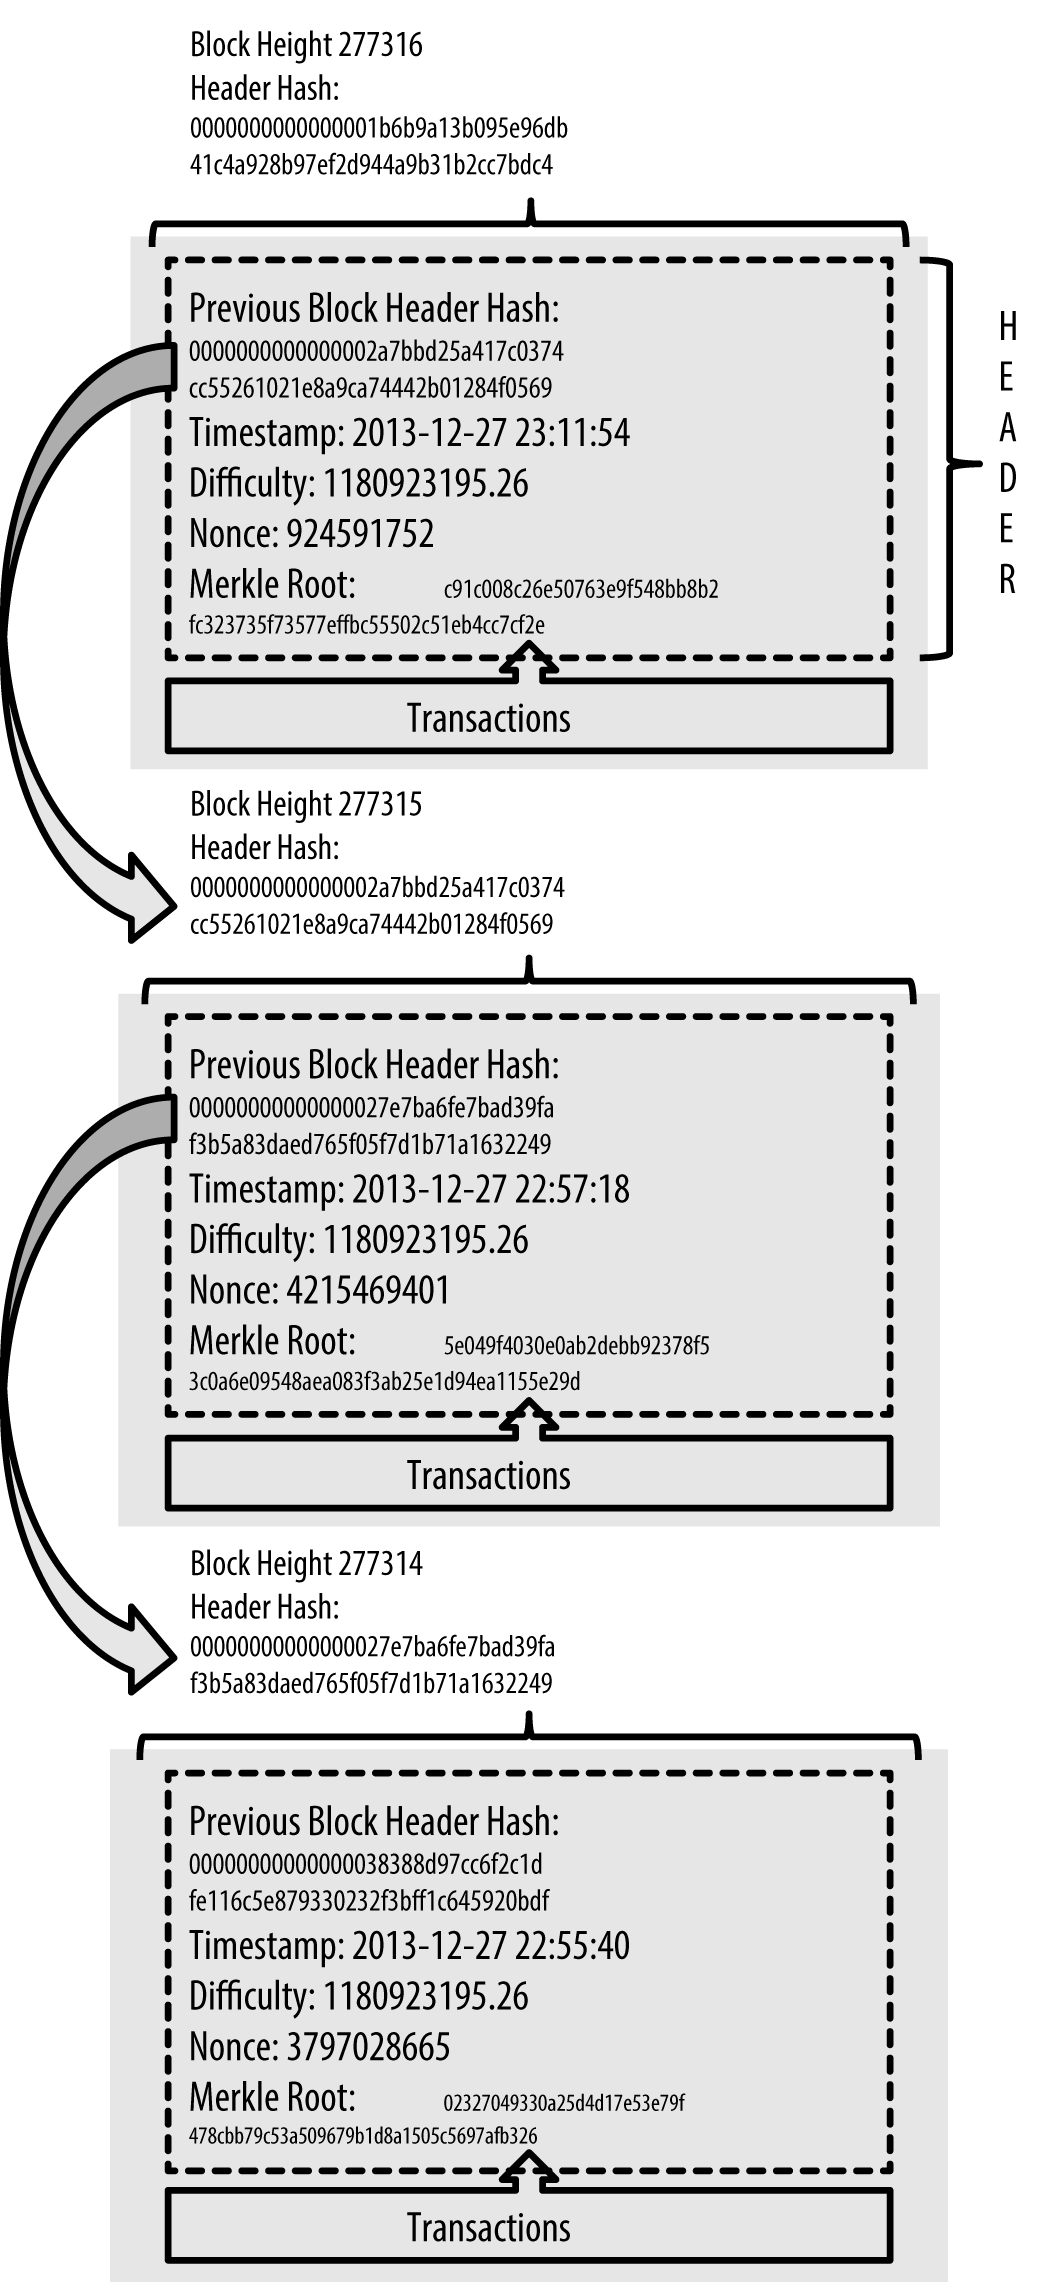 Block Height 277316
Header Hash:
0000000000000001b6b9a13b095e96db
41c4a928b97ef2d944a9b31b2cc7bdc4
Previous Block Header Hash:
0000000000000002a7bbd25a417c0374
cc55261021e8a9ca74442b01284f0569
Timestamp: 2013-12-27 23:11:54
Difficulty: 1180923195.26
Nonce: 924591752
Merkle Root: c91c008c26e50763e9f548bb8b2
fc323735f73577effbc55502c51eb4cc7cf2e
Transactions
HEADER
Block Height 277315
Header Hash:
0000000000000002a7bbd25a417c0374
cc55261021e8a9ca74442b01284f0569
Previous Block Header Hash:
00000000000000027e7ba6fe7bad39fa
f3b5a83daed765f05f7d1b71a1632249
Timestamp: 2013-12-27 22:57:18
Difficulty: 1180923195.26
Nonce: 4215469401
Merkle Root: 5e049f4030e0ab2debb92378f5
3c0a6e09548aea083f3ab25e1d94ea1155e29d
Transactions
Block Height 277314
Header Hash:
00000000000000027e7ba6fe7bad39fa
f3b5a83daed765f05f7d1b71a1632249
Previous Block Header Hash:
00000000000000038388d97cc6f2c1d
fe116c5e879330232f3bff1c645920bdf
Timestamp: 2013-12-27 22:55:40
Difficulty: 1180923195.26
Nonce: 3797028665
Merkle Root: 02327049330a25d4d17e53e79f
478cbb79c53a509679b1d8a1505c5697afb326
Transactions